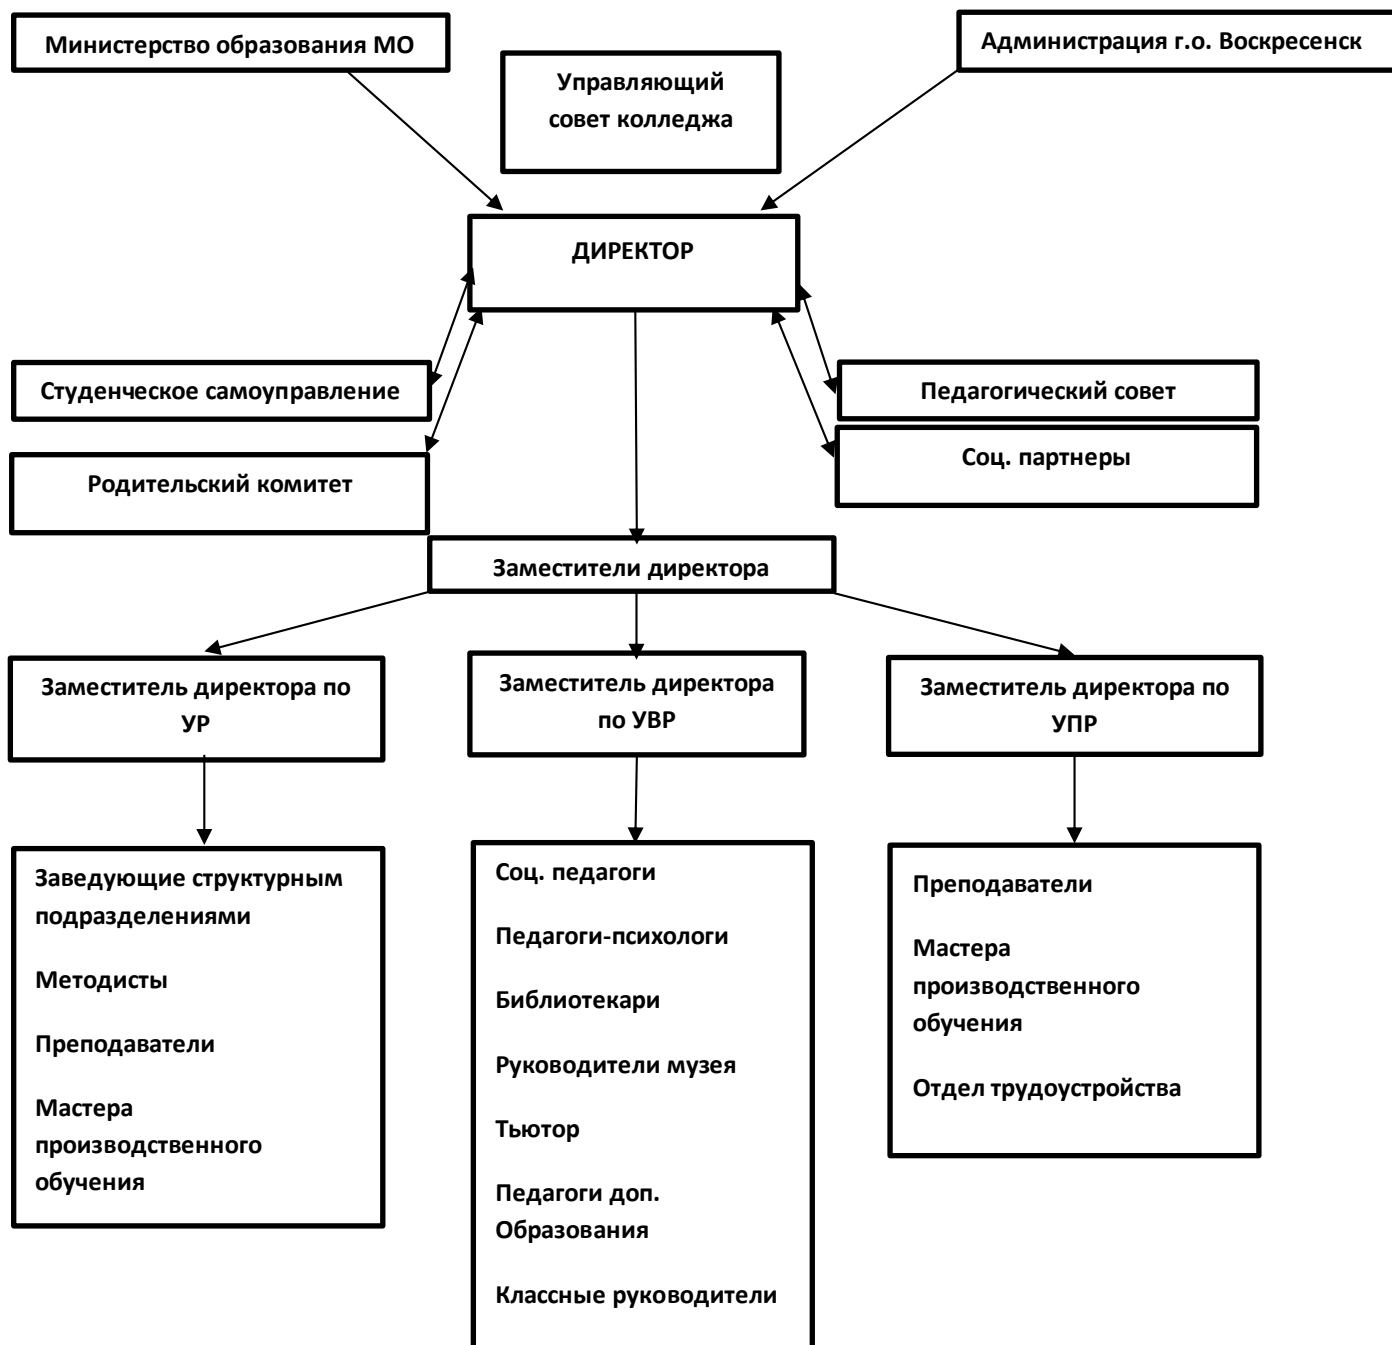 Министерство образования МО
Администрация г.о. Воскресенск
Управляющий
совет колледжа
ДИРЕКТОР
Студенческое самоуправление
Педагогический совет
Родительский комитет
Соц. партнеры
Заместители директора
Заместитель директора по
УР
Заместитель директора
по УВР
Заместитель директора по
УПР
Заведующие структурным
подразделениями
Методисты
Преподаватели
Мастера
производственного
обучения
Соц. педагоги
Педагоги-психологи
Библиотекари
Руководители музея
Тьютор
Педагоги доп.
Образования
Классные руководители
Преподаватели
Мастера
производственного
обучения
Отдел трудоустройства